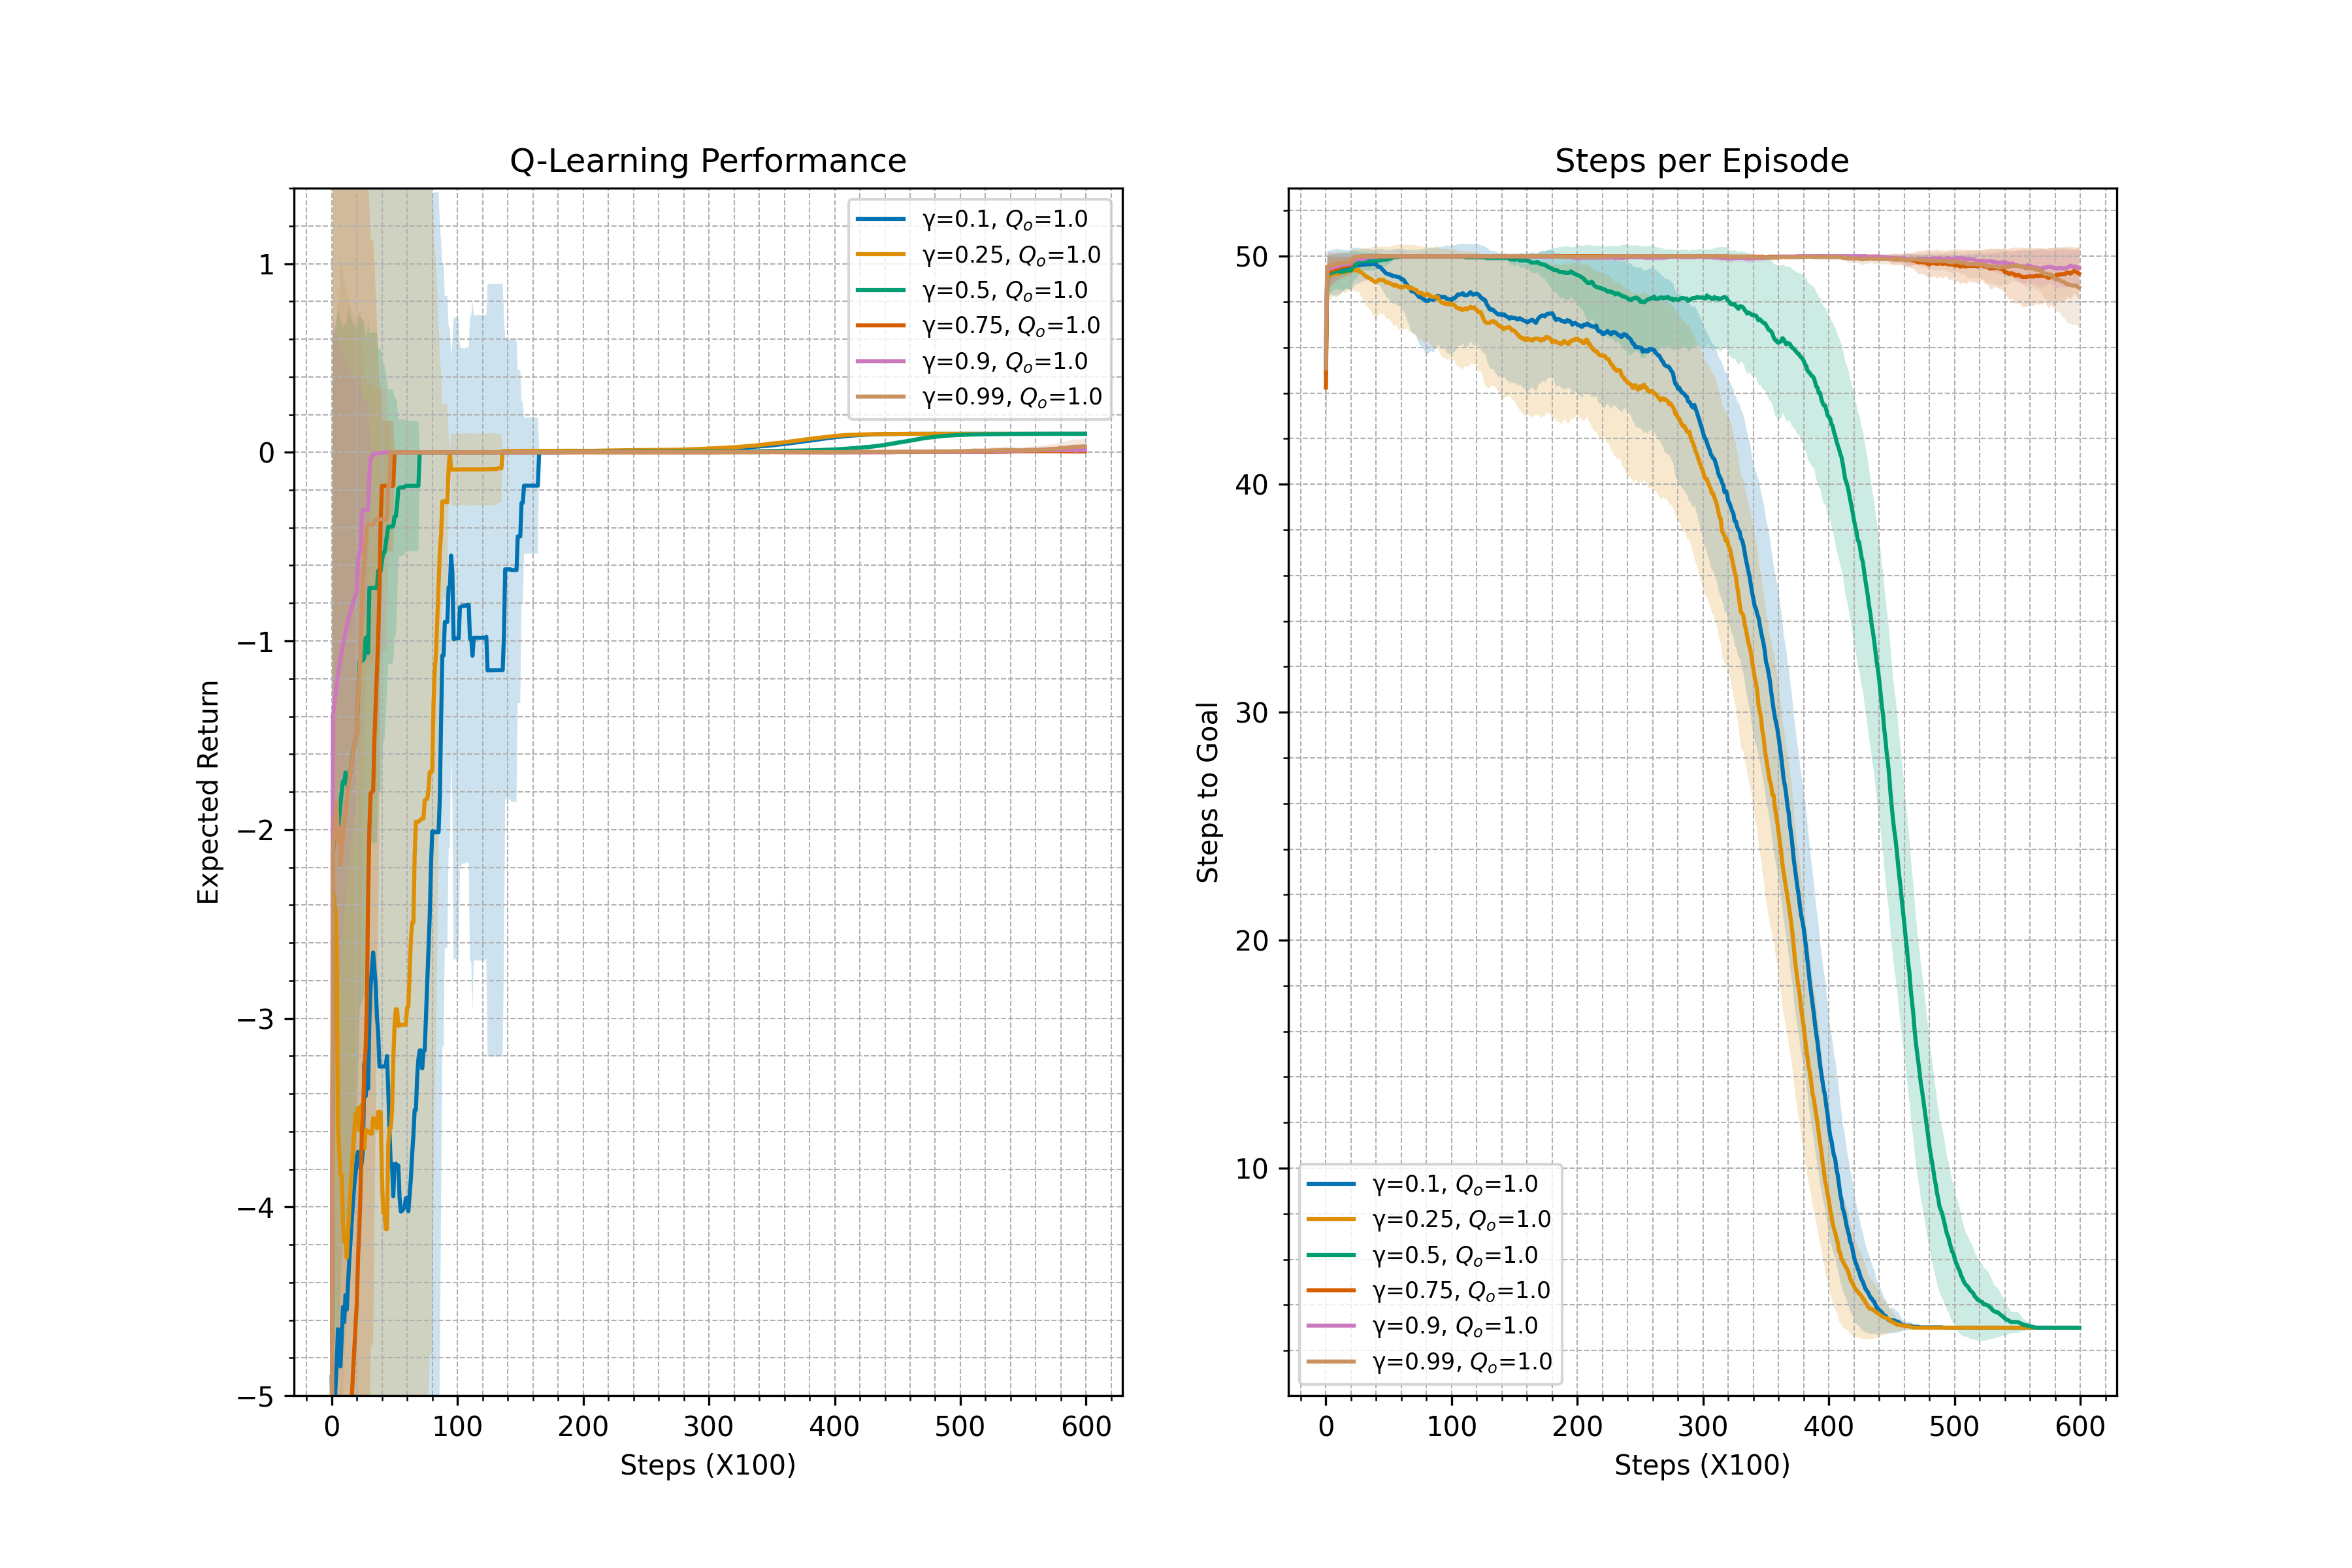 Q-Learning Performance
Expected Return
1
0
−1
−2
−3
−4
−5
0 100 200 300 400 500 600
Steps (X100)
γ=0.1, Qₒ=1.0
γ=0.25, Qₒ=1.0
γ=0.5, Qₒ=1.0
γ=0.75, Qₒ=1.0
γ=0.9, Qₒ=1.0
γ=0.99, Qₒ=1.0
Steps per Episode
Steps to Goal
50
40
30
20
10
0 100 200 300 400 500 600
Steps (X100)
γ=0.1, Qₒ=1.0
γ=0.25, Qₒ=1.0
γ=0.5, Qₒ=1.0
γ=0.75, Qₒ=1.0
γ=0.9, Qₒ=1.0
γ=0.99, Qₒ=1.0